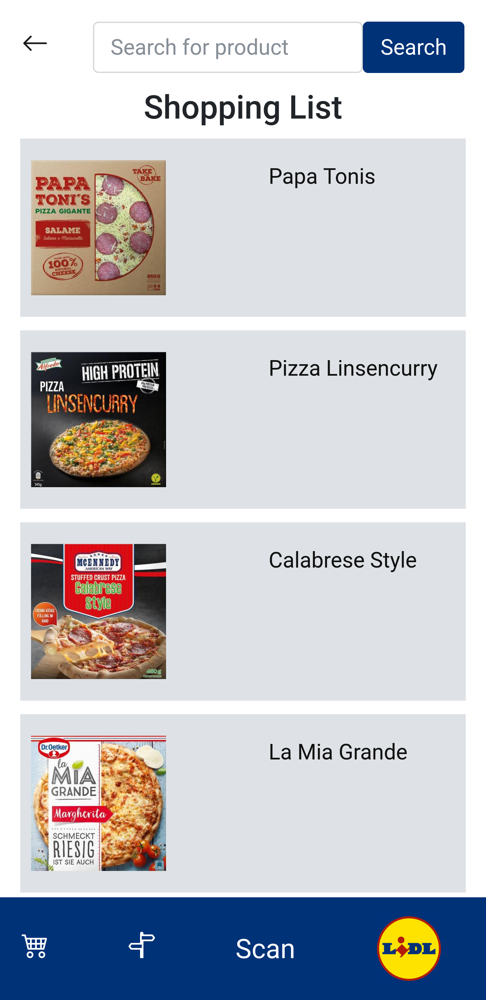 Search for product
Search
Shopping List
PAPA
TONI'S
PIZZA GIGANTE
SALAME
Salame e Mozzarella
MADE WITH
100%
NATURAL
CHEESE
TAKE
AND
BAKE
850G
6-8
MIN.
Papa Tonis
TRATTORIA
Alfredo
HIGH PROTEIN
50g PROTEIN
PRO PIZZA
PIZZA
LINSENCURRY
345g
Pizza Linsencurry
MCENNEDY
AMERICAN WAY
STUFFED CRUST PIZZA
Calabrese
Style
CREMIG-KÄSIGE
FÜLLUNG IM
RAND
450g
TIEFGEFROREN
Calabrese Style
Dr.Oetker
la
MIA
GRANDE
Margherita
SCHMECKT
RIESIG
IST SIE AUCH
La Mia Grande
Scan
LIDL